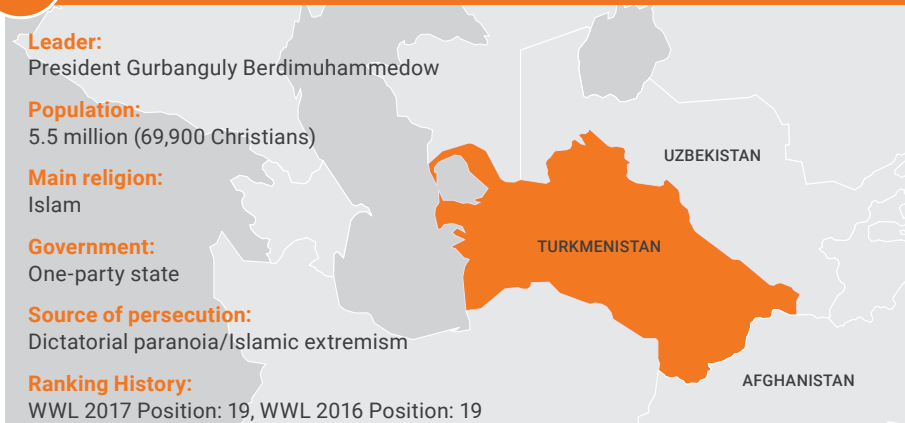 Leader:
President Gurbanguly Berdimuhammedow
Population:
5.5 million (69,900 Christians)
Main religion:
Islam
Government:
One-party state
Source of persecution:
Dictatorial paranoia/Islamic extremism
Ranking History:
WWL 2017 Position: 19, WWL 2016 Position: 19
UZBEKISTAN
TURKMENISTAN
AFGHANISTAN